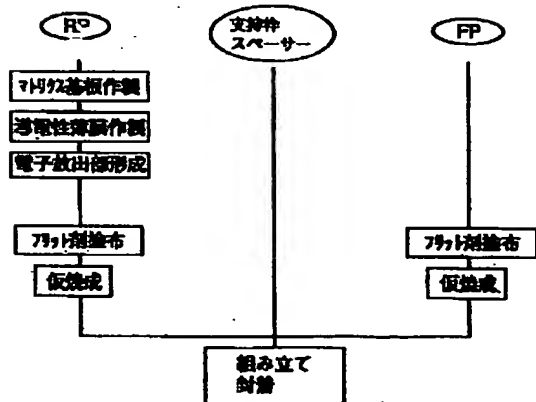 RP
支持枠
スペーサー
FP
マトリクス基板作製
導電性薄膜作製
電子放出部形成
フリット剤塗布
仮焼成
フリット剤塗布
仮焼成
組み立て
封着